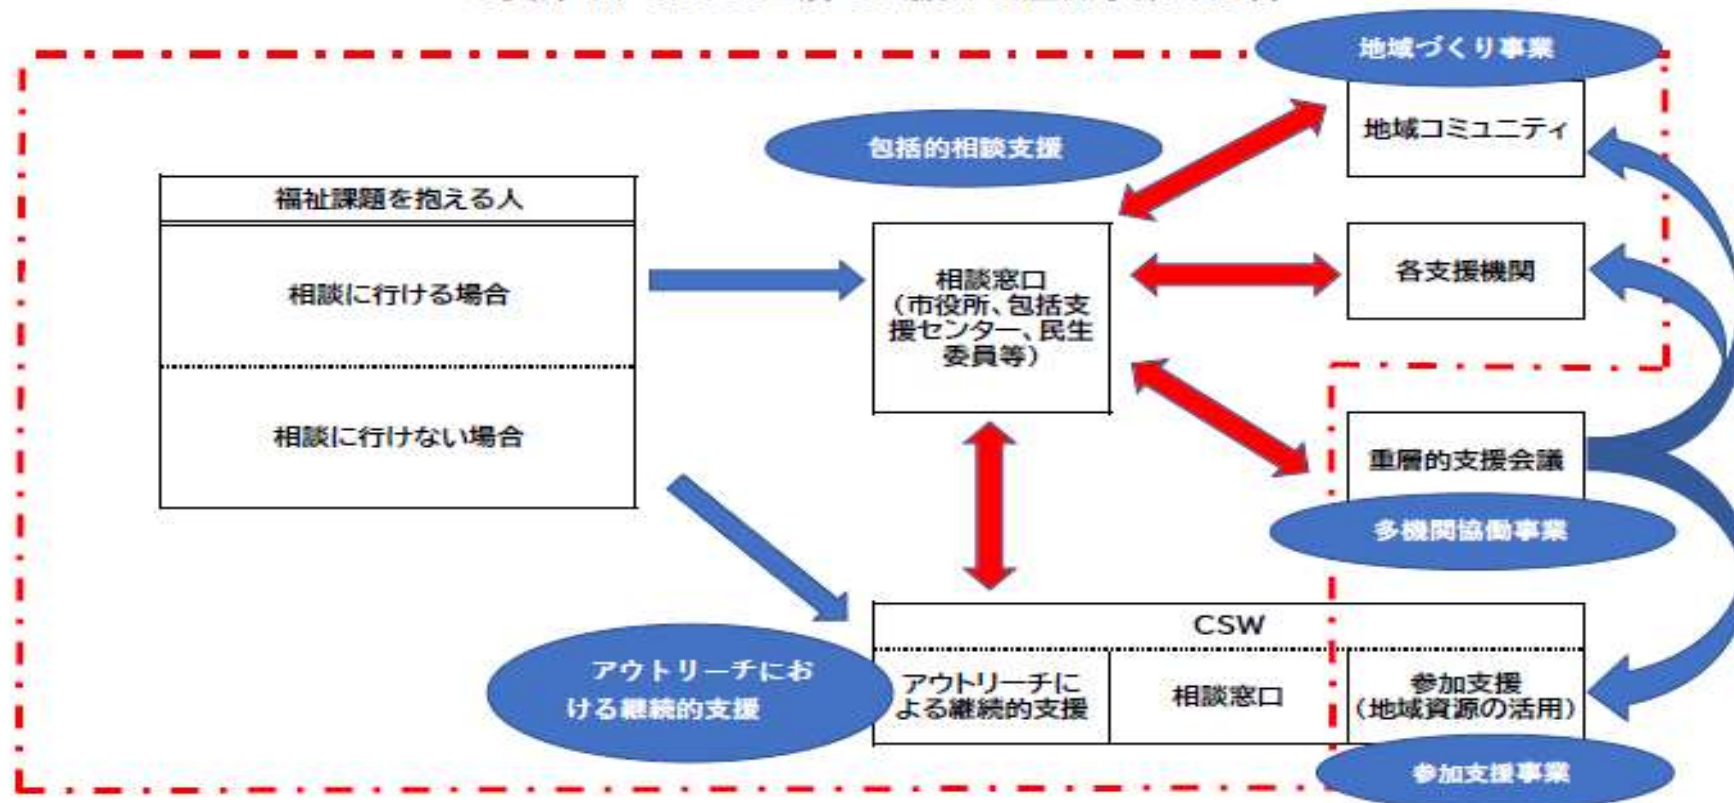 地域づくり事業
地域コミュニティ
包括的相談支援
福祉課題を抱える人
相談に行ける場合
相談窓口
（市役所、包括支
援センター、民生
委員等）
各支援機関
相談に行けない場合
重層的支援会議
多機関協働事業
CSW
アウトリーチにお
ける継続的支援
アウトリーチに
よる継続的支援
相談窓口
参加支援
（地域資源の活用）
参加支援事業